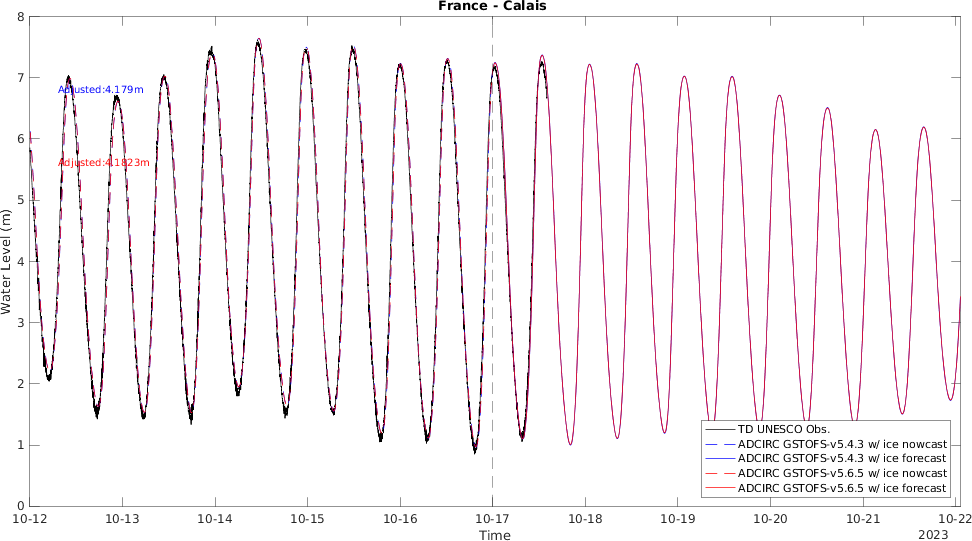 France - Calais
8
7
6
5
4
3
2
1
0
Water Level (m)
Adjusted:4.179m
Adjusted:4.1823m
TD UNESCO Obs.
ADCIRC GSTOFS-v5.4.3 w/ ice nowcast
ADCIRC GSTOFS-v5.4.3 w/ ice forecast
ADCIRC GSTOFS-v5.6.5 w/ ice nowcast
ADCIRC GSTOFS-v5.6.5 w/ ice forecast
10-12 10-13 10-14 10-15 10-16 10-17 10-18 10-19 10-20 10-21 10-22
Time
2023